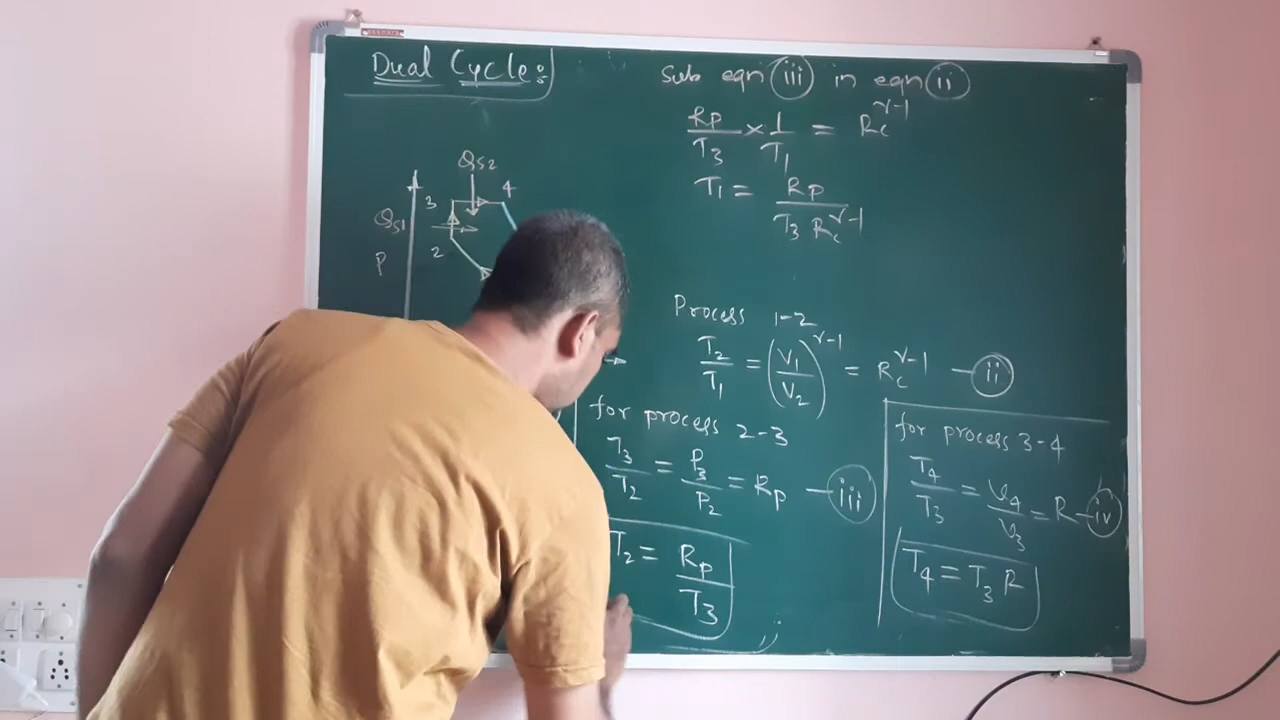 Dual Cycle:
QS2
3
4
QS1
2
P
Sub eqn (iii) in eqn (ii)
Rp/T3 × 1/T1 = Rc^γ-1
T1 = Rp/(T3 Rc^γ-1)
Process 1-2
T2/T1 = (V1/V2)^γ-1 = Rc^γ-1 — (ii)
for process 2-3
T3/T2 = P3/P2 = Rp — (iii)
T2 = Rp/T3
for process 3-4
T4/T3 = V4/V3 = R — (iv)
T4 = T3 R